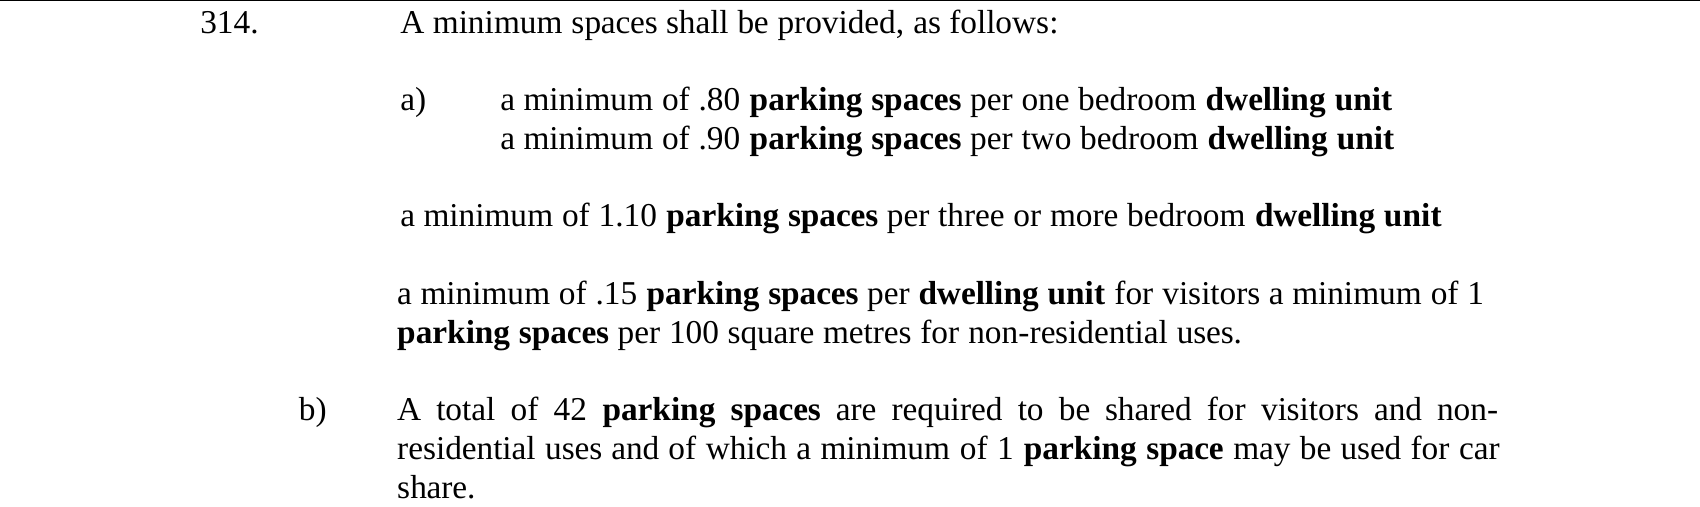 314. A minimum spaces shall be provided, as follows:
a) a minimum of .80 parking spaces per one bedroom dwelling unit
a minimum of .90 parking spaces per two bedroom dwelling unit
a minimum of 1.10 parking spaces per three or more bedroom dwelling unit
a minimum of .15 parking spaces per dwelling unit for visitors a minimum of 1
parking spaces per 100 square metres for non-residential uses.
b) A total of 42 parking spaces are required to be shared for visitors and non-
residential uses and of which a minimum of 1 parking space may be used for car
share.